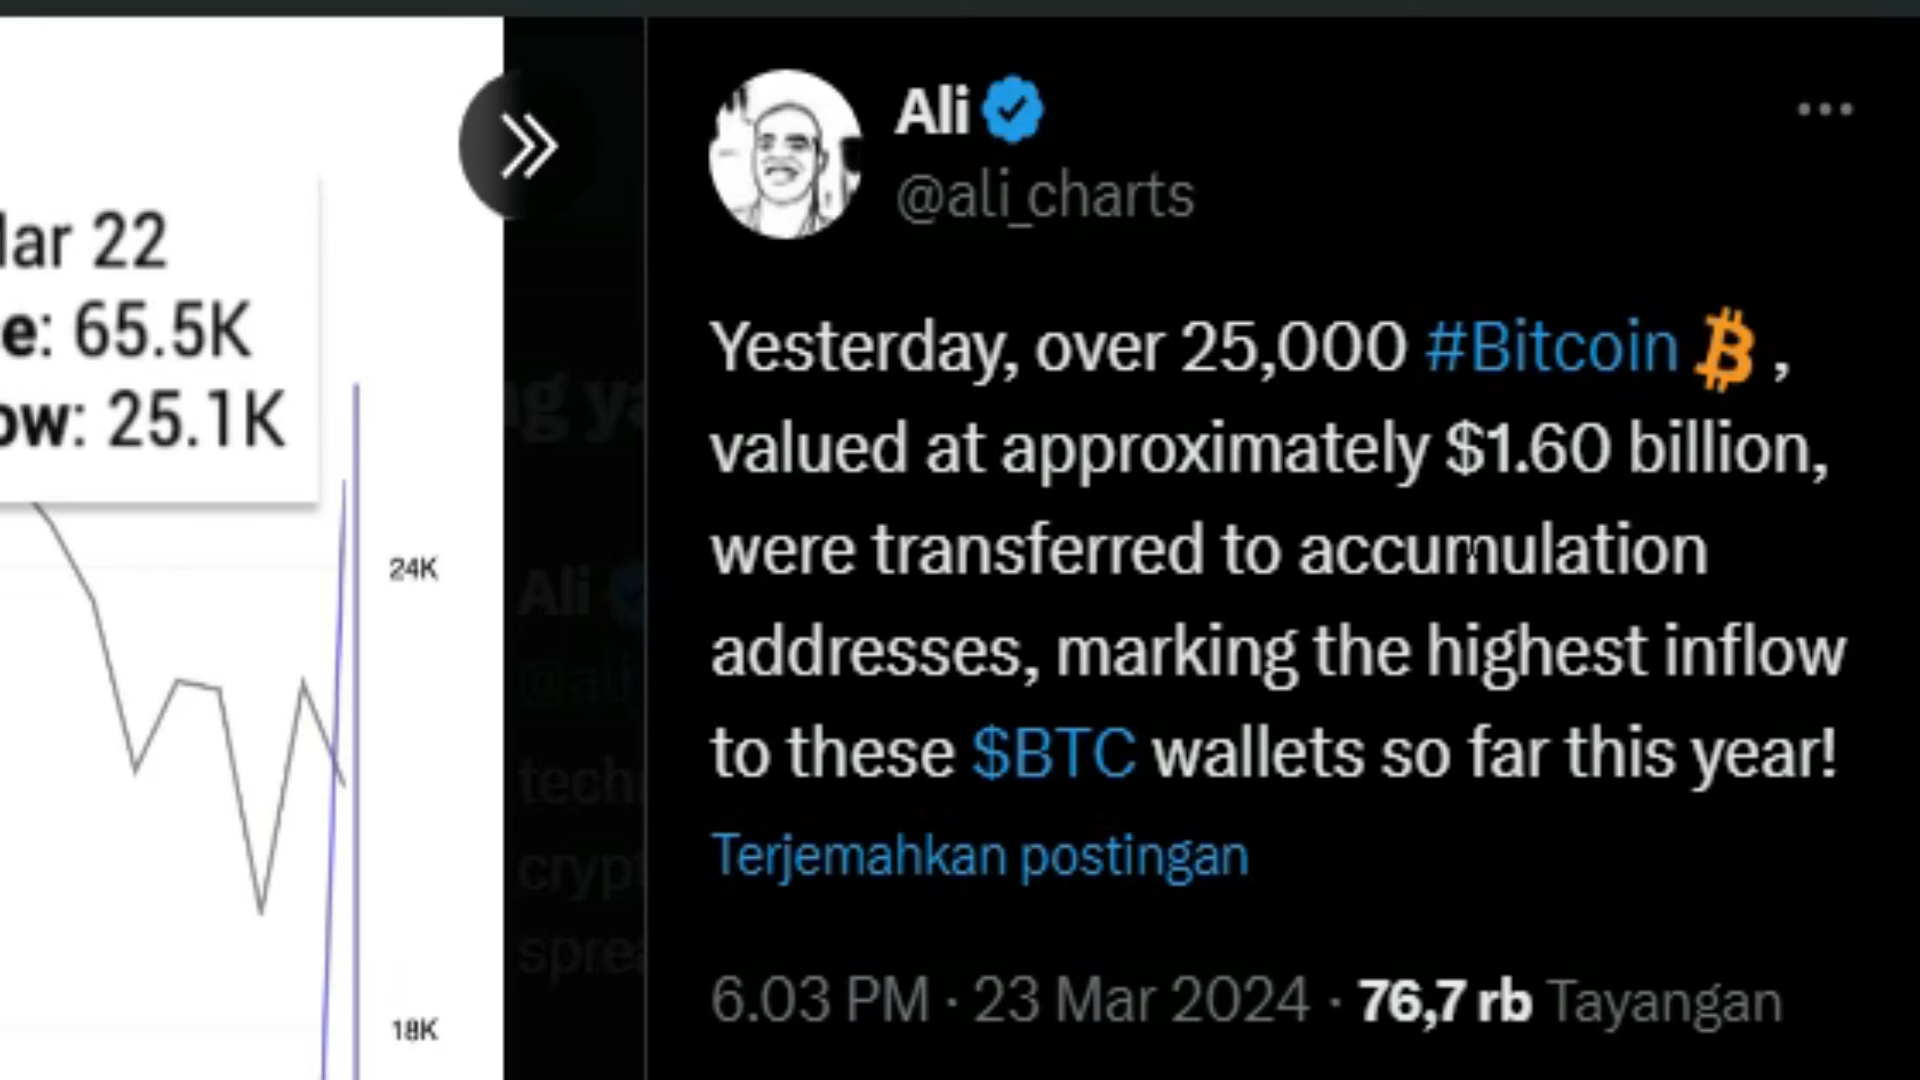 22
: 65.5K
: 25.1K
24K
18K
Ali
@ali_charts
Yesterday, over 25,000 #Bitcoin ,
valued at approximately $1.60 billion,
were transferred to accumulation
addresses, marking the highest inflow
to these $BTC wallets so far this year!
Terjemahkan postingan
6.03 PM · 23 Mar 2024 · 76,7 rb Tayangan
Ali